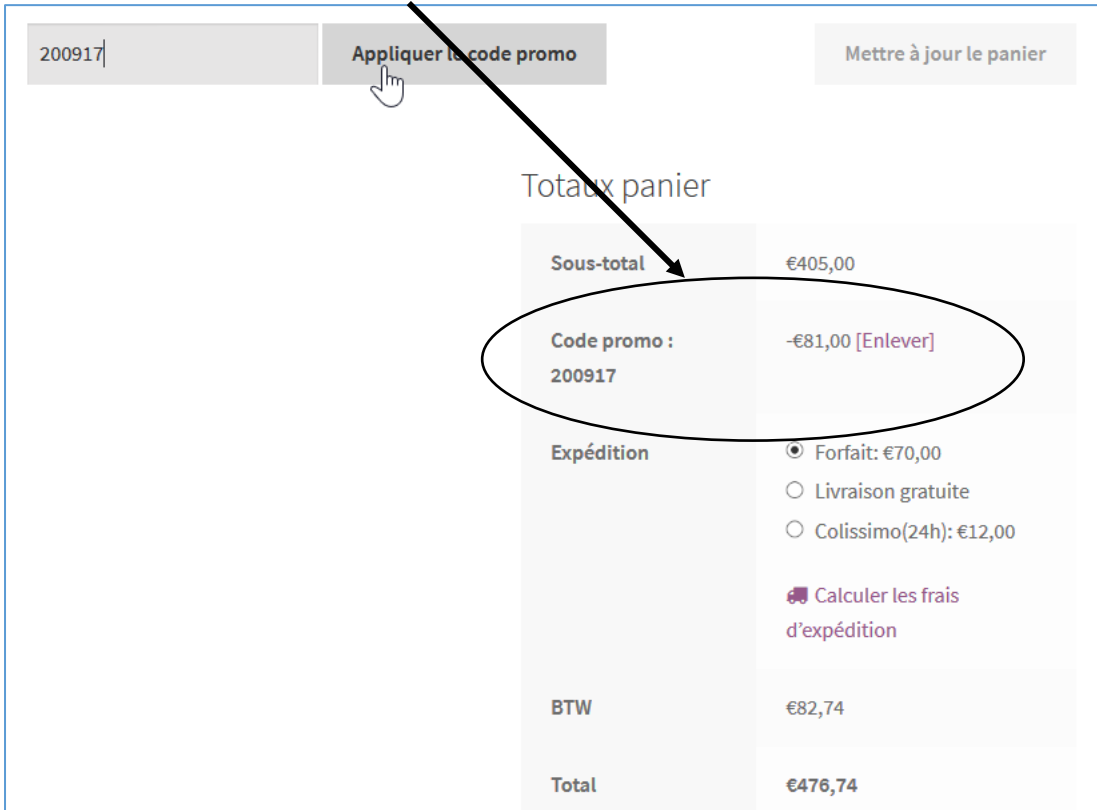 200917 Appliquer le code promo Mettre à jour le panier
Totaux panier
Sous-total €405,00
Code promo : -€81,00 [Enlever]
200917
Expédition Forfait: €70,00
Livraison gratuite
Colissimo(24h): €12,00
Calculer les frais
d’expédition
BTW €82,74
Total €476,74